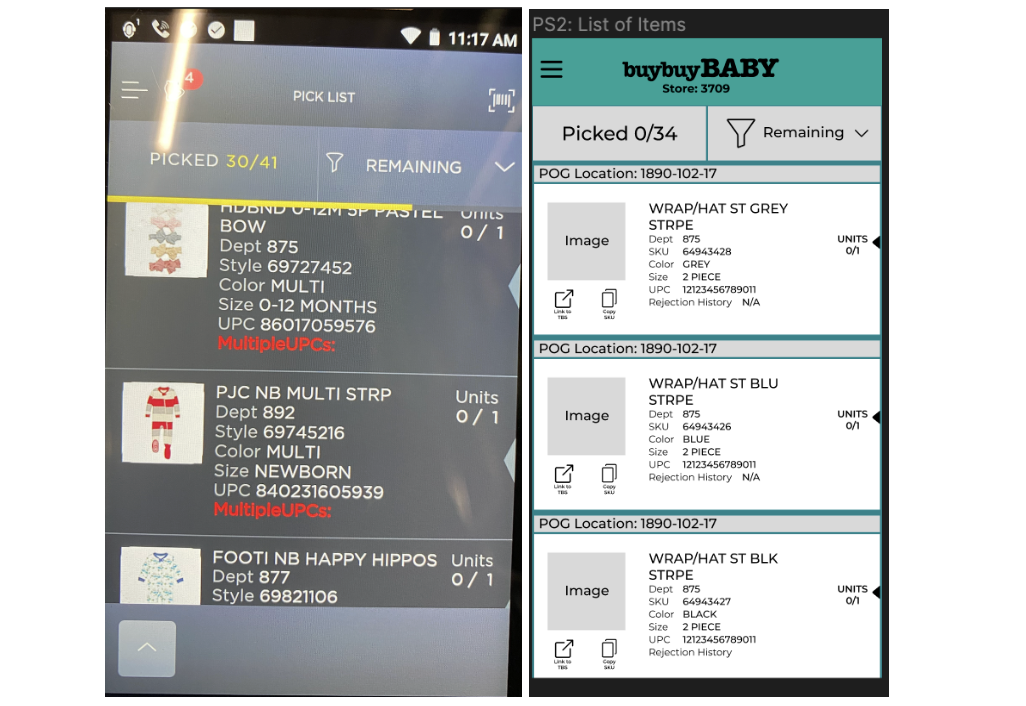 11:17 AM
4
PICK LIST
PICKED 30/41
REMAINING
HDBND 0-12M 5P PASTEL
BOW
Units
0 / 1
Dept 875
Style 69727452
Color MULTI
Size 0-12 MONTHS
UPC 86017059576
MultipleUPCs:
PJC NB MULTI STRP
Units
0 / 1
Dept 892
Style 69745216
Color MULTI
Size NEWBORN
UPC 840231605939
MultipleUPCs:
FOOTI NB HAPPY HIPPOS
Units
0 / 1
Dept 877
Style 69821106
PS2: List of Items
buybuyBABY
Store: 3709
Picked 0/34
Remaining
POG Location: 1890-102-17
Image
WRAP/HAT ST GREY
STRPE
Dept 875
SKU 64943428
Color GREY
Size 2 PIECE
UPC 12123456789011
Rejection History N/A
UNITS
0/1
Link to
TBS
Copy
SKU
POG Location: 1890-102-17
Image
WRAP/HAT ST BLU
STRPE
Dept 875
SKU 64943426
Color BLUE
Size 2 PIECE
UPC 12123456789011
Rejection History N/A
UNITS
0/1
Link to
TBS
Copy
SKU
POG Location: 1890-102-17
Image
WRAP/HAT ST BLK
STRPE
Dept 875
SKU 64943427
Color BLACK
Size 2 PIECE
UPC 12123456789011
Rejection History
UNITS
0/1
Link to
TBS
Copy
SKU